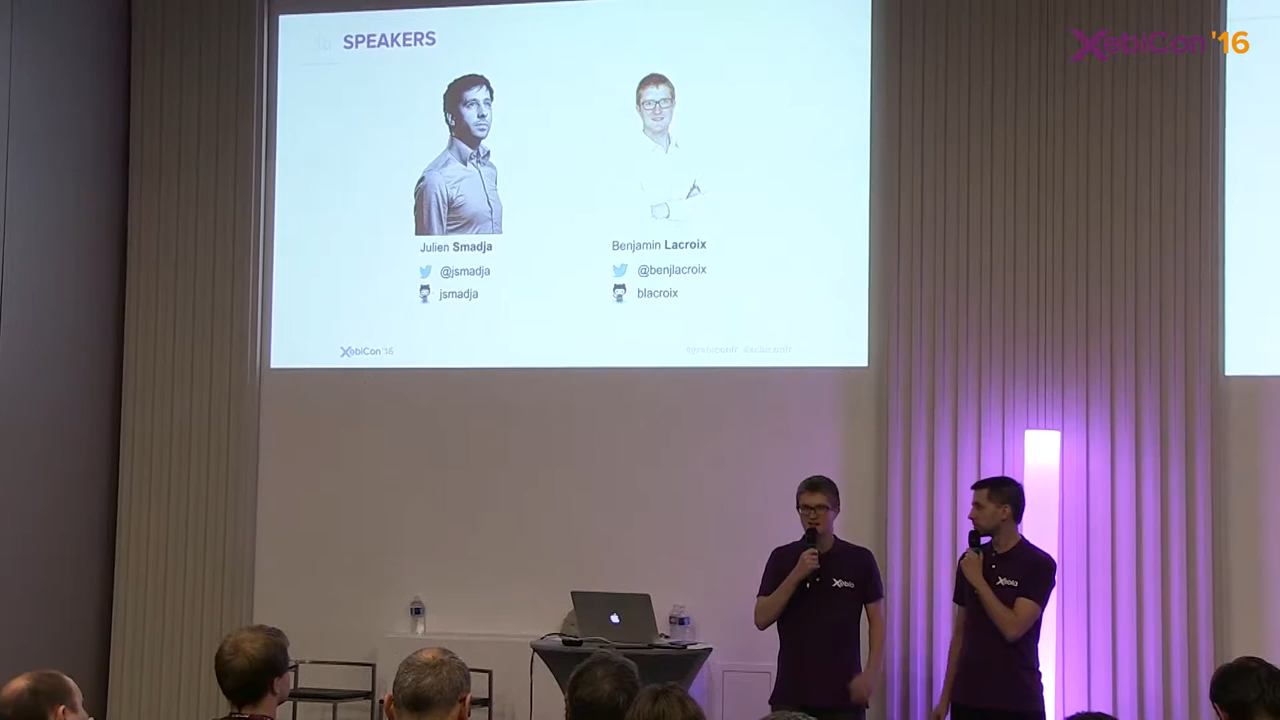 SPEAKERS
XebiCon'16
Julien Smadja
@jsmadja
jsmadja
Benjamin Lacroix
@benjlacroix
blacroix
XebiCon'16
Xebia
Xebia